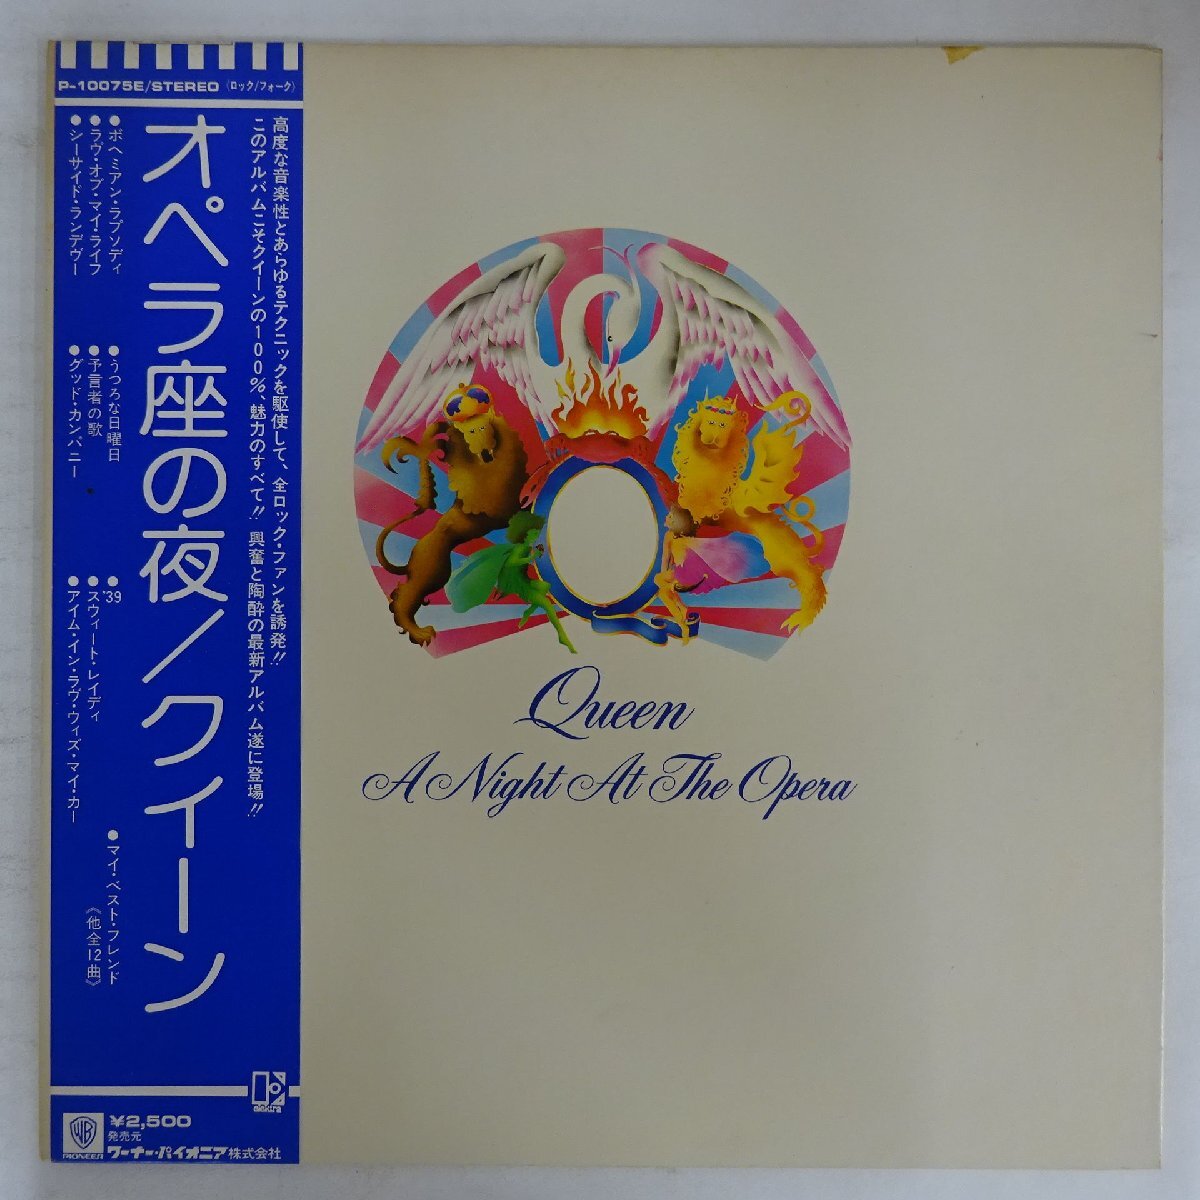 P-10075E/STEREO (ロック/フォーク)
高度な音楽性とあらゆるテクニックを駆使して、全ロック・ファンを誘発!!
このアルバムこそクイーンの100%、魅力のすべて!! 興奮と陶酔の最新アルバム遂に登場!!
オペラ座の夜/クイーン
●ボヘミアン・ラプソディ
●ラヴ・オブ・マイ・ライフ
●シーサイド・ランデヴー
●うつろな日曜日
●予言者の歌
●グッド・カンパニー
●'39
●スウィート・レイディ
●アイム・イン・ラヴ・ウィズ・マイ・カー
●マイ・ベスト・フレンド
《他全12曲》
elektra
WB
PIONEER
¥2,500
発売元
ワーナー・パイオニア株式会社
Queen
A Night At The Opera